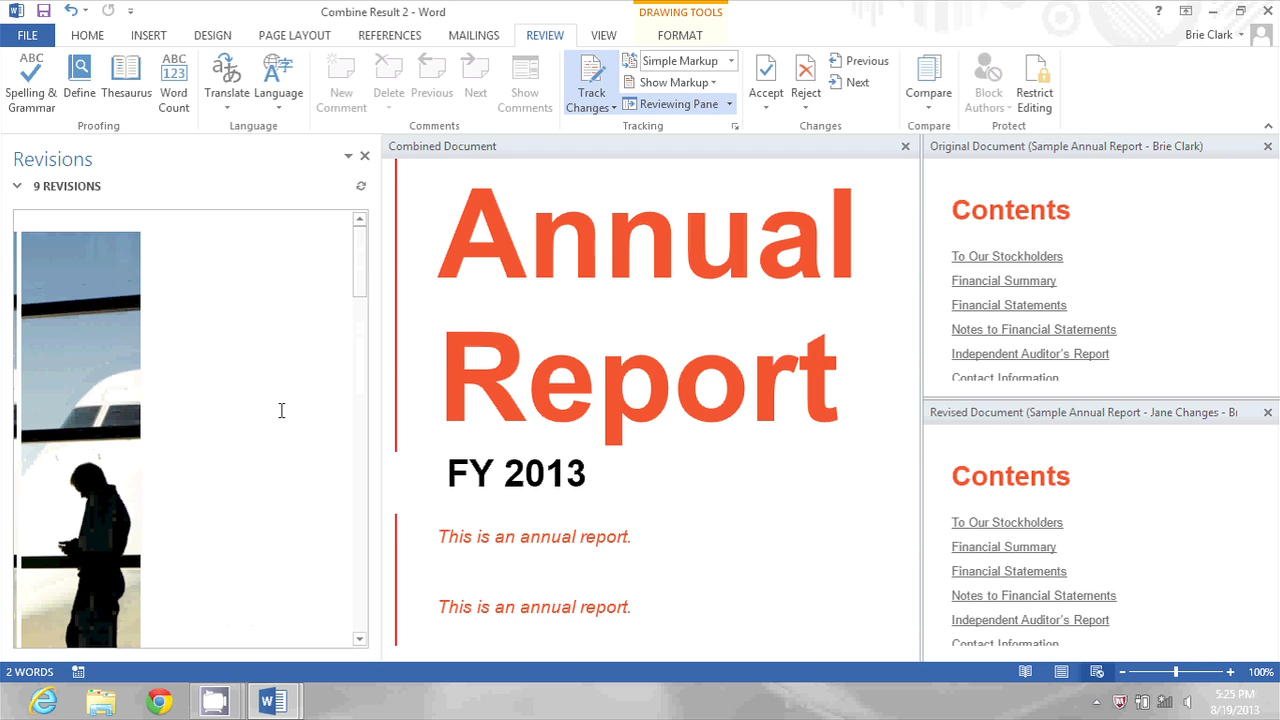 Combine Result 2 - Word
DRAWING TOOLS
?
FILE
HOME
INSERT
DESIGN
PAGE LAYOUT
REFERENCES
MAILINGS
REVIEW
VIEW
FORMAT
Brie Clark
ABC
Spelling &
Grammar
Define
Thesaurus
ABC
123
Word
Count
Proofing
Translate
Language
Language
New
Comment
Delete
Previous
Next
Show
Comments
Comments
Track
Changes
Simple Markup
Show Markup
Reviewing Pane
Tracking
Accept
Reject
Previous
Next
Changes
Compare
Compare
Block
Authors
Restrict
Editing
Protect
Revisions
9 REVISIONS
Combined Document
Annual
Report
FY 2013
This is an annual report.
This is an annual report.
Original Document (Sample Annual Report - Brie Clark)
Contents
To Our Stockholders
Financial Summary
Financial Statements
Notes to Financial Statements
Independent Auditor's Report
Contact Information
Revised Document (Sample Annual Report - Jane Changes - Br
Contents
To Our Stockholders
Financial Summary
Financial Statements
Notes to Financial Statements
Independent Auditor's Report
Contact Information
2 WORDS
100%
5:25 PM
8/19/2013